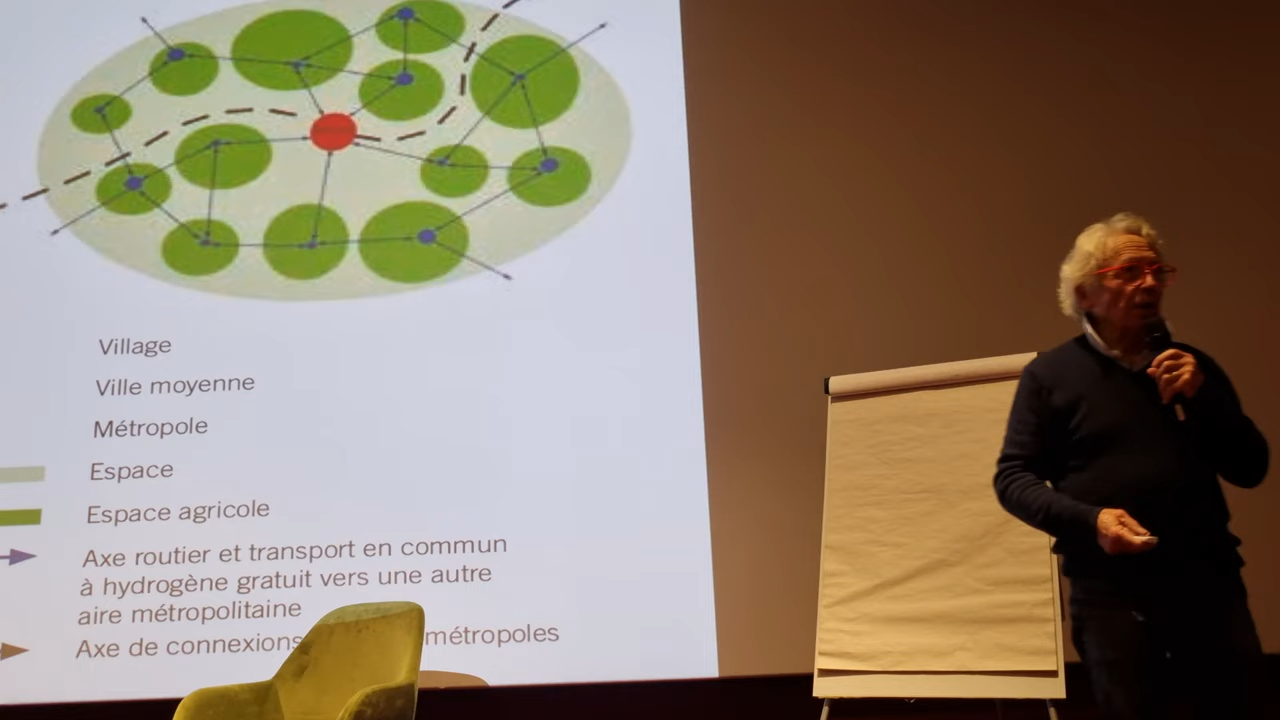 Village
Ville moyenne
Métropole
Espace
Espace agricole
Axe routier et transport en commun
à hydrogène gratuit vers une autre
aire métropolitaine
Axe de connexions métropoles